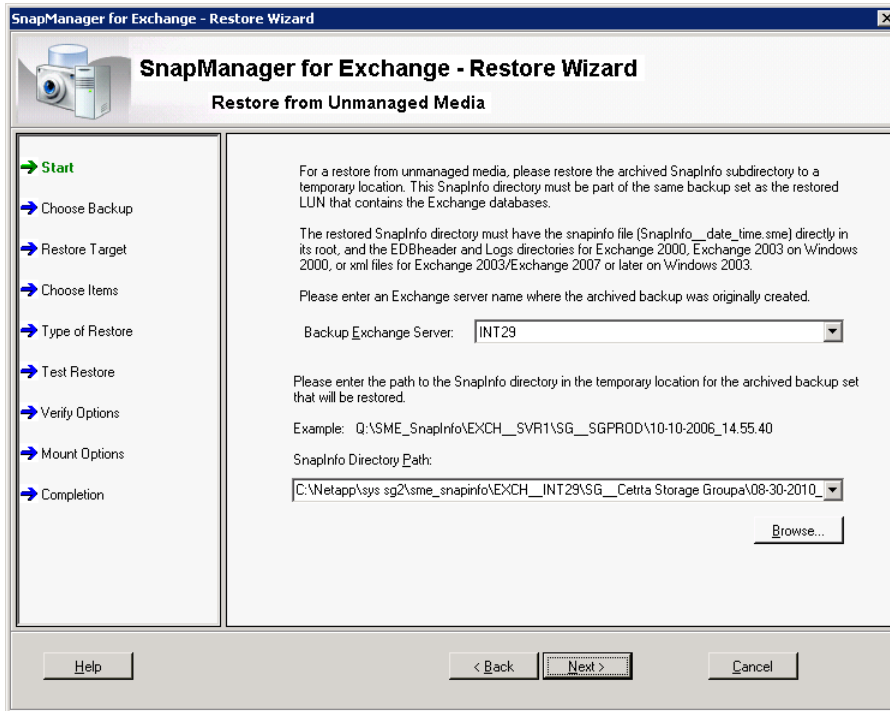 SnapManager for Exchange - Restore Wizard
SnapManager for Exchange - Restore Wizard
Restore from Unmanaged Media
Start
Choose Backup
Restore Target
Choose Items
Type of Restore
Test Restore
Verify Options
Mount Options
Completion
For a restore from unmanaged media, please restore the archived SnapInfo subdirectory to a
temporary location. This SnapInfo directory must be part of the same backup set as the restored
LUN that contains the Exchange databases.
The restored SnapInfo directory must have the snapinfo file (SnapInfo__date_time.sme) directly in
its root, and the EDBheader and Logs directories for Exchange 2000, Exchange 2003 on Windows
2000, or xml files for Exchange 2003/Exchange 2007 or later on Windows 2003.
Please enter an Exchange server name where the archived backup was originally created.
Backup Exchange Server: INT29
Please enter the path to the SnapInfo directory in the temporary location for the archived backup set
that will be restored.
Example: Q:\SME_SnapInfo\EXCH__SVR1\SG__SGPROD\10-10-2006_14.55.40
SnapInfo Directory Path:
C:\Netapp\sys sg2\sme_snapinfo\EXCH__INT29\SG__Cetrta Storage Groupa\08-30-2010_
Browse...
Help
< Back
Next >
Cancel